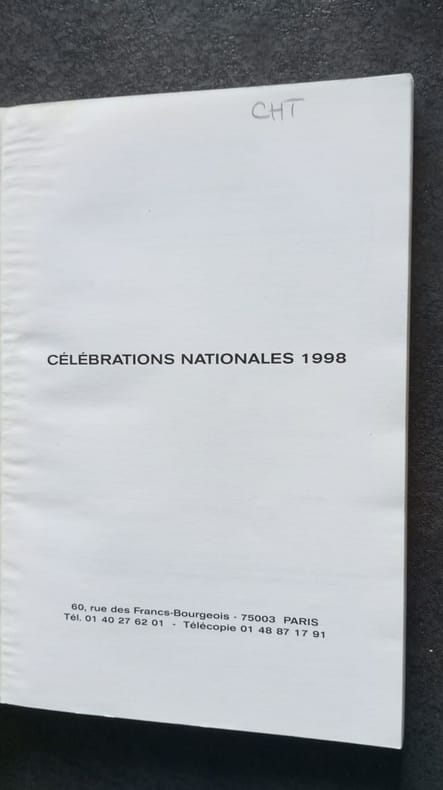 CHT
CÉLÉBRATIONS NATIONALES 1998
60, rue des Francs-Bourgeois - 75003 PARIS
Tél. 01 40 27 62 01 - Télécopie 01 48 87 17 91